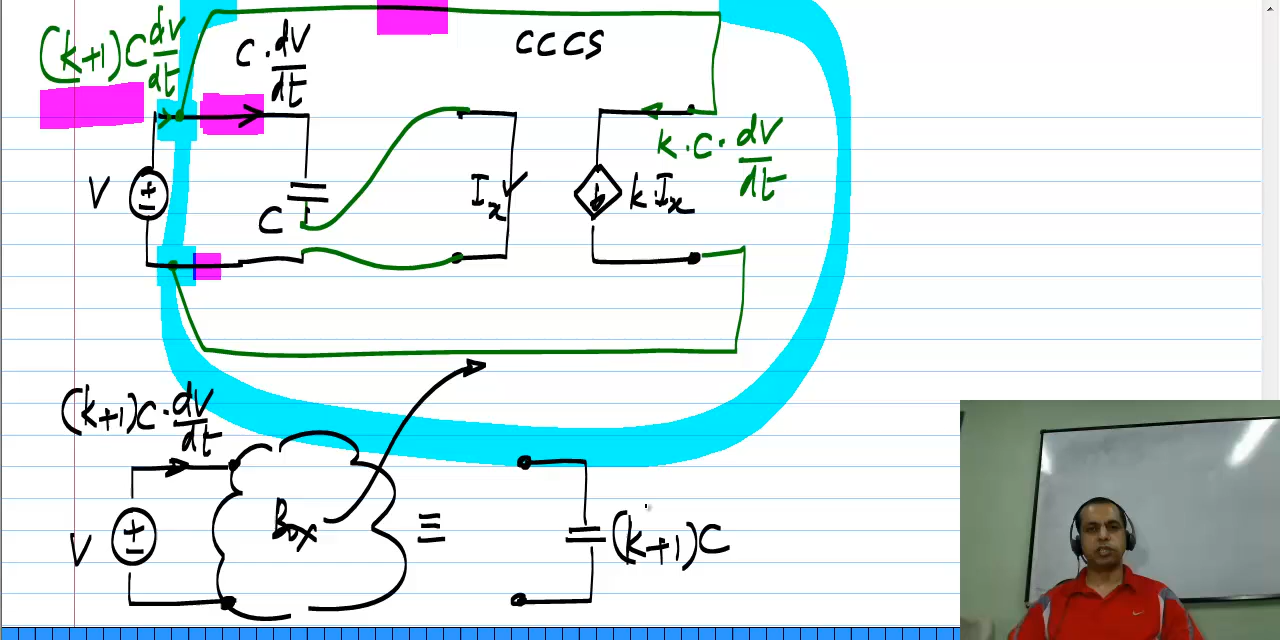 (k+1) C dV/dt
C · dV/dt
CCCS
k · C · dV/dt
V
±
C
Iₓ
k·Iₓ
(k+1)C · dV/dt
V
±
Box
≡
(k+1)C